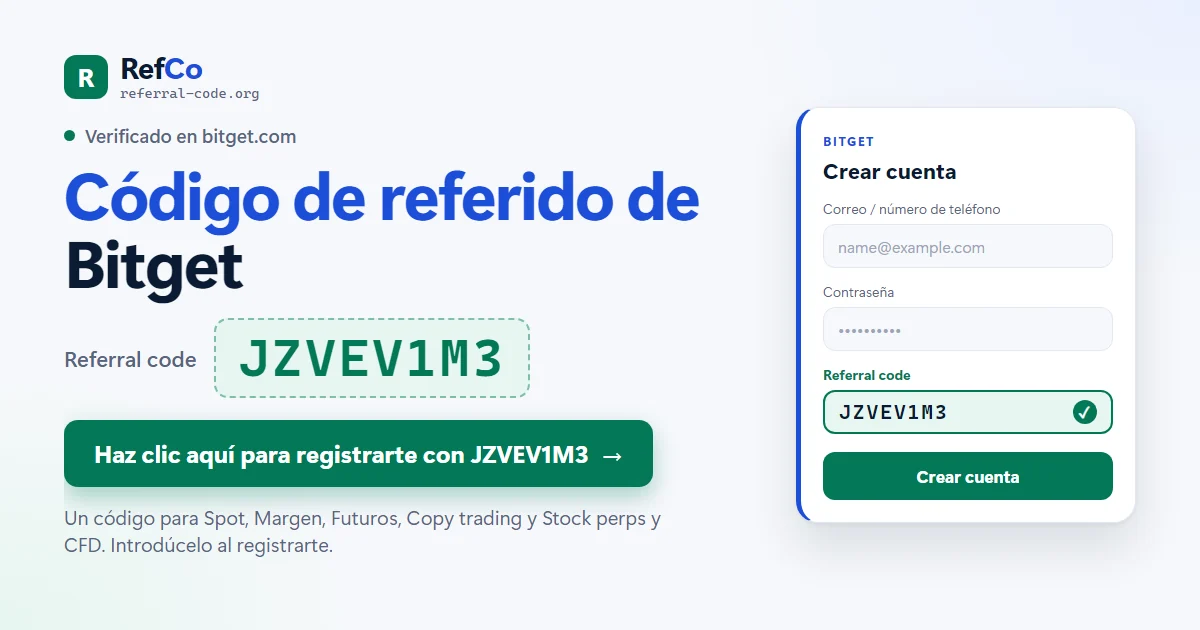 R
RefCo
referral-code.org
Verificado en bitget.com
Código de referido de
Bitget
Referral code
JZVEV1M3
Haz clic aquí para registrarte con JZVEV1M3 →
Un código para Spot, Margen, Futuros, Copy trading y Stock perps y
CFD. Introdúcelo al registrarte.
BITGET
Crear cuenta
Correo / número de teléfono
name@example.com
Contraseña
••••••••••
Referral code
JZVEV1M3
Crear cuenta